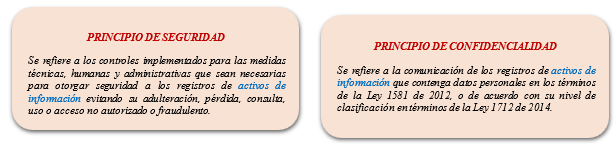 PRINCIPIO DE SEGURIDAD
Se refiere a los controles implementados para las medidas
técnicas, humanas y administrativas que sean necesarias
para otorgar seguridad a los registros de activos de
información evitando su adulteración, pérdida, consulta,
uso o acceso no autorizado o fraudulento.
PRINCIPIO DE CONFIDENCIALIDAD
Se refiere a la comunicación de los registros de activos de
información que contenga datos personales en los términos
de la Ley 1581 de 2012, o de acuerdo con su nivel de
clasificación en términos de la Ley 1712 de 2014.